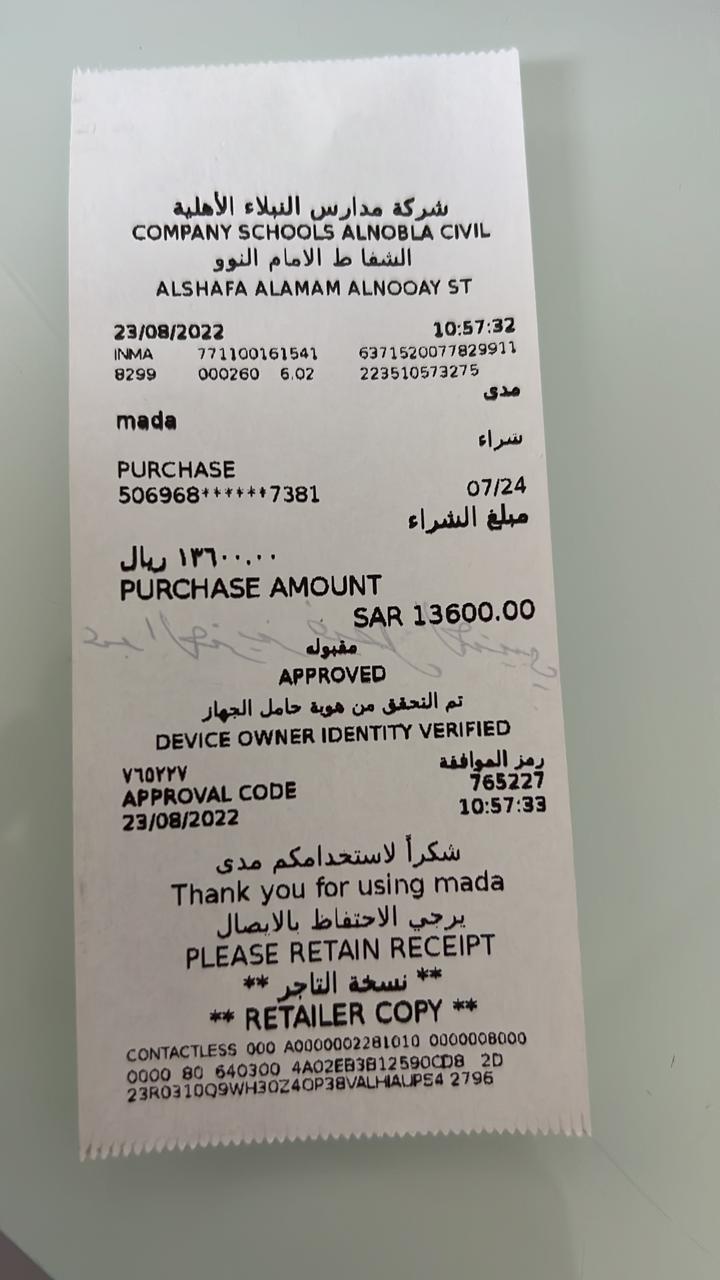 شركة مدارس النبلاء الأهلية
COMPANY SCHOOLS ALNOBLA CIVIL
الشفا ط الامام النوو
ALSHAFA ALAMAM ALNOOAY ST
23/08/2022 10:57:32
INMA 771100161541 6371520077829911
8299 000260 6.02 223510573275
مدى
mada
شراء
PURCHASE
506968******7381 07/24
مبلغ الشراء
١٣٦٠٠.٠٠ ريال
PURCHASE AMOUNT
SAR 13600.00
مقبوله
APPROVED
تم التحقق من هوية حامل الجهاز
DEVICE OWNER IDENTITY VERIFIED
رمز الموافقة ٧٦٥٢٢٧
APPROVAL CODE 765227
23/08/2022 10:57:33
شكراً لاستخدامكم مدى
Thank you for using mada
يرجي الاحتفاظ بالايصال
PLEASE RETAIN RECEIPT
** نسخة التاجر **
** RETAILER COPY **
CONTACTLESS 000 A0000002281010 0000008000
0000 80 640300 4A02EB3B12590CD8 2D
23R0310Q9WH30Z4OP38VALHIAUPS4 2796